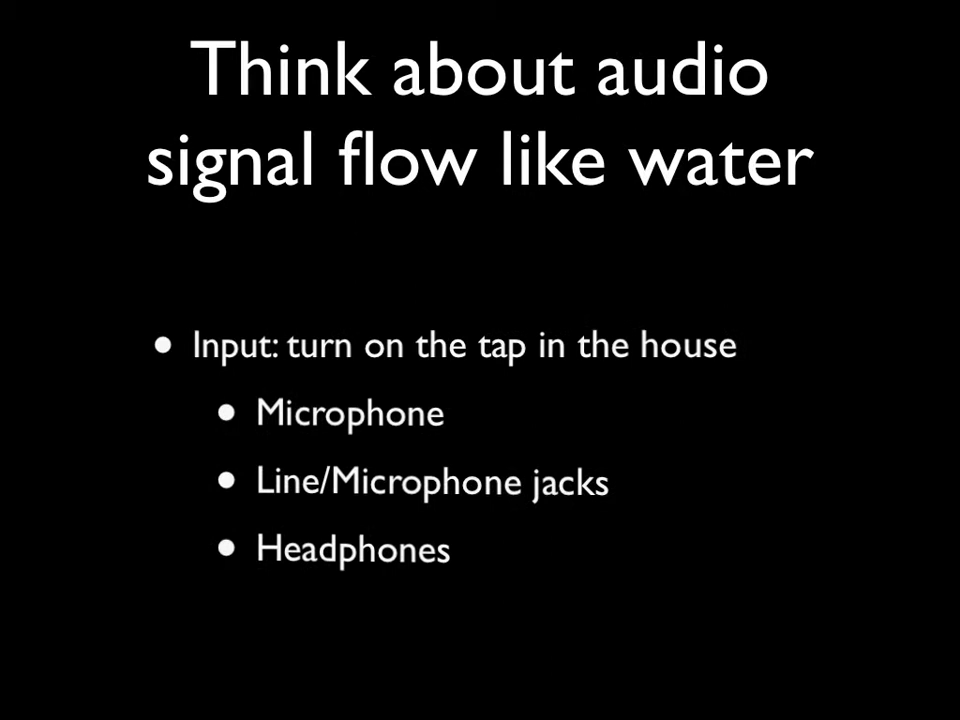 Think about audio
signal flow like water
• Input: turn on the tap in the house
• Microphone
• Line/Microphone jacks
• Headphones